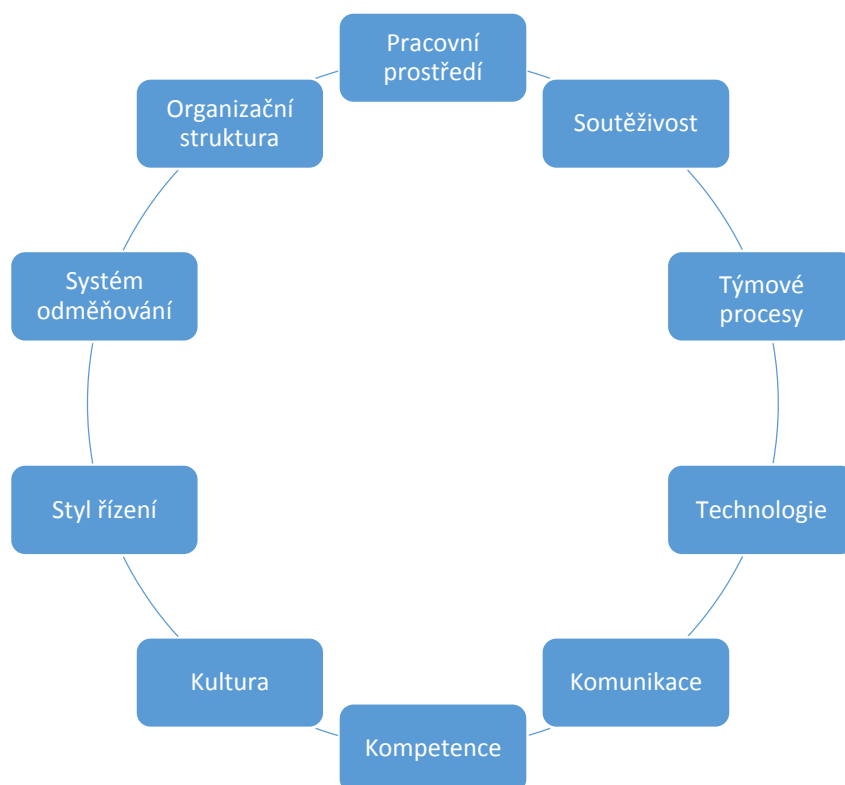 Pracovní
prostředí
Soutěživost
Týmové
procesy
Technologie
Komunikace
Kompetence
Kultura
Styl řízení
Systém
odměňování
Organizační
struktura